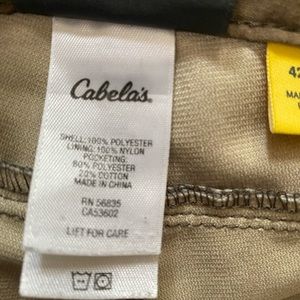 Cabela's
SHELL: 100% POLYESTER
LINING: 100% NYLON
POCKETING:
80% POLYESTER
20% COTTON
MADE IN CHINA
RN 56835
CA53602
LIFT FOR CARE
42